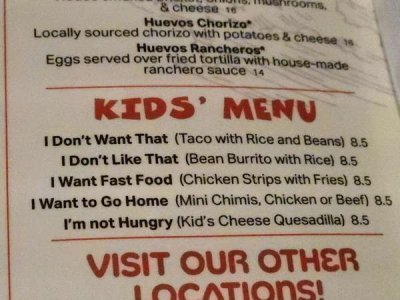 onions, mushrooms,
& cheese 16
Huevos Chorizo*
Locally sourced chorizo with potatoes & cheese 16
Huevos Rancheros*
Eggs served over fried tortilla with house-made
ranchero sauce 14
KIDS' MENU
I Don't Want That (Taco with Rice and Beans) 8.5
I Don't Like That (Bean Burrito with Rice) 8.5
I Want Fast Food (Chicken Strips with Fries) 8.5
I Want to Go Home (Mini Chimis, Chicken or Beef) 8.5
I'm not Hungry (Kid's Cheese Quesadilla) 8.5
VISIT OUR OTHER
LOCATIONS!